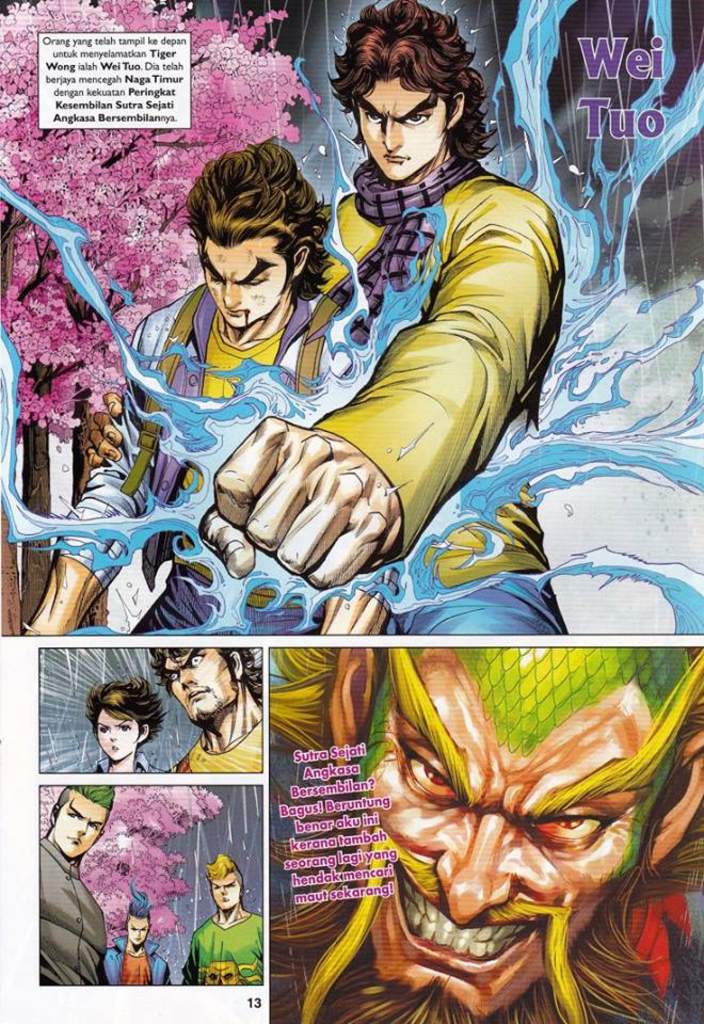 Orang yang telah tampil ke depan
untuk menyelamatkan Tiger
Wong ialah Wei Tuo. Dia telah
berjaya mencegah Naga Timur
dengan kekuatan Peringkat
Kesembilan Sutra Sejati
Angkasa Bersembilannya.
Wei
Tuo
Sutra Sejati
Angkasa
Bersembilan?
Bagus! Beruntung
benar aku ini
kerana tambah
seorang lagi yang
hendak mencari
maut sekarang!
13